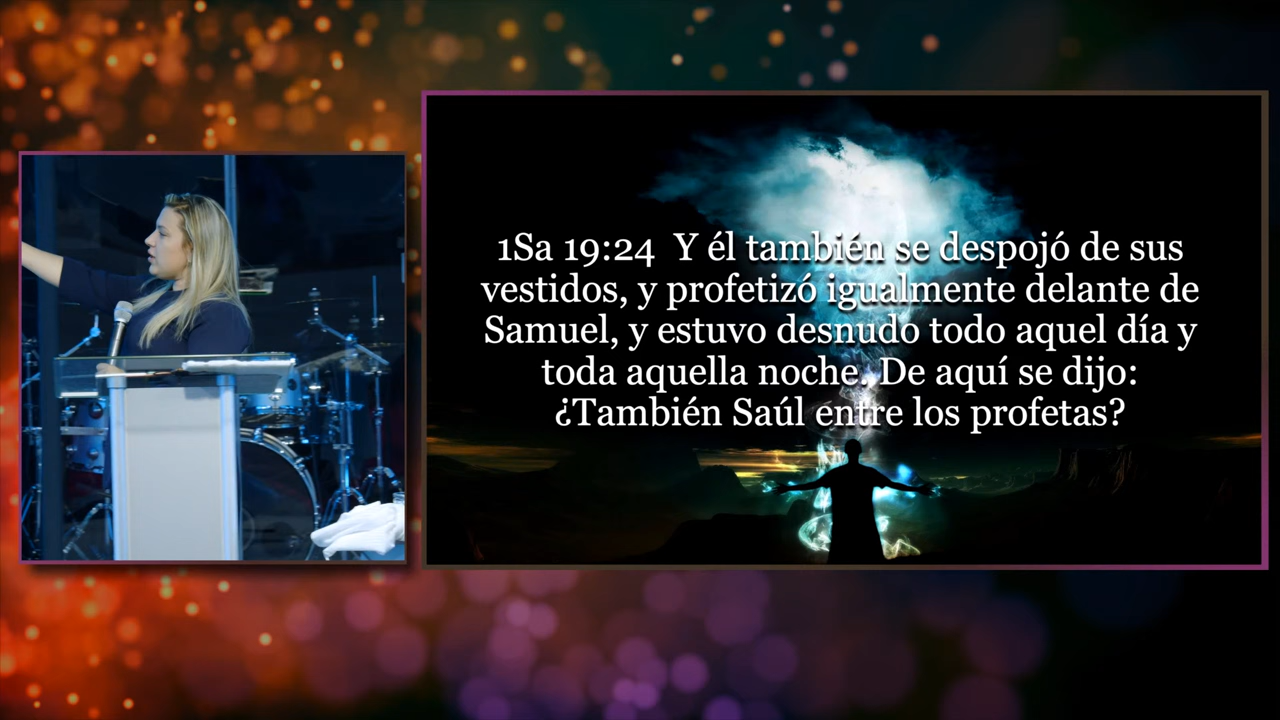 1Sa 19:24 Y él también se despojó de sus
vestidos, y profetizó igualmente delante de
Samuel, y estuvo desnudo todo aquel día y
toda aquella noche. De aquí se dijo:
¿También Saúl entre los profetas?